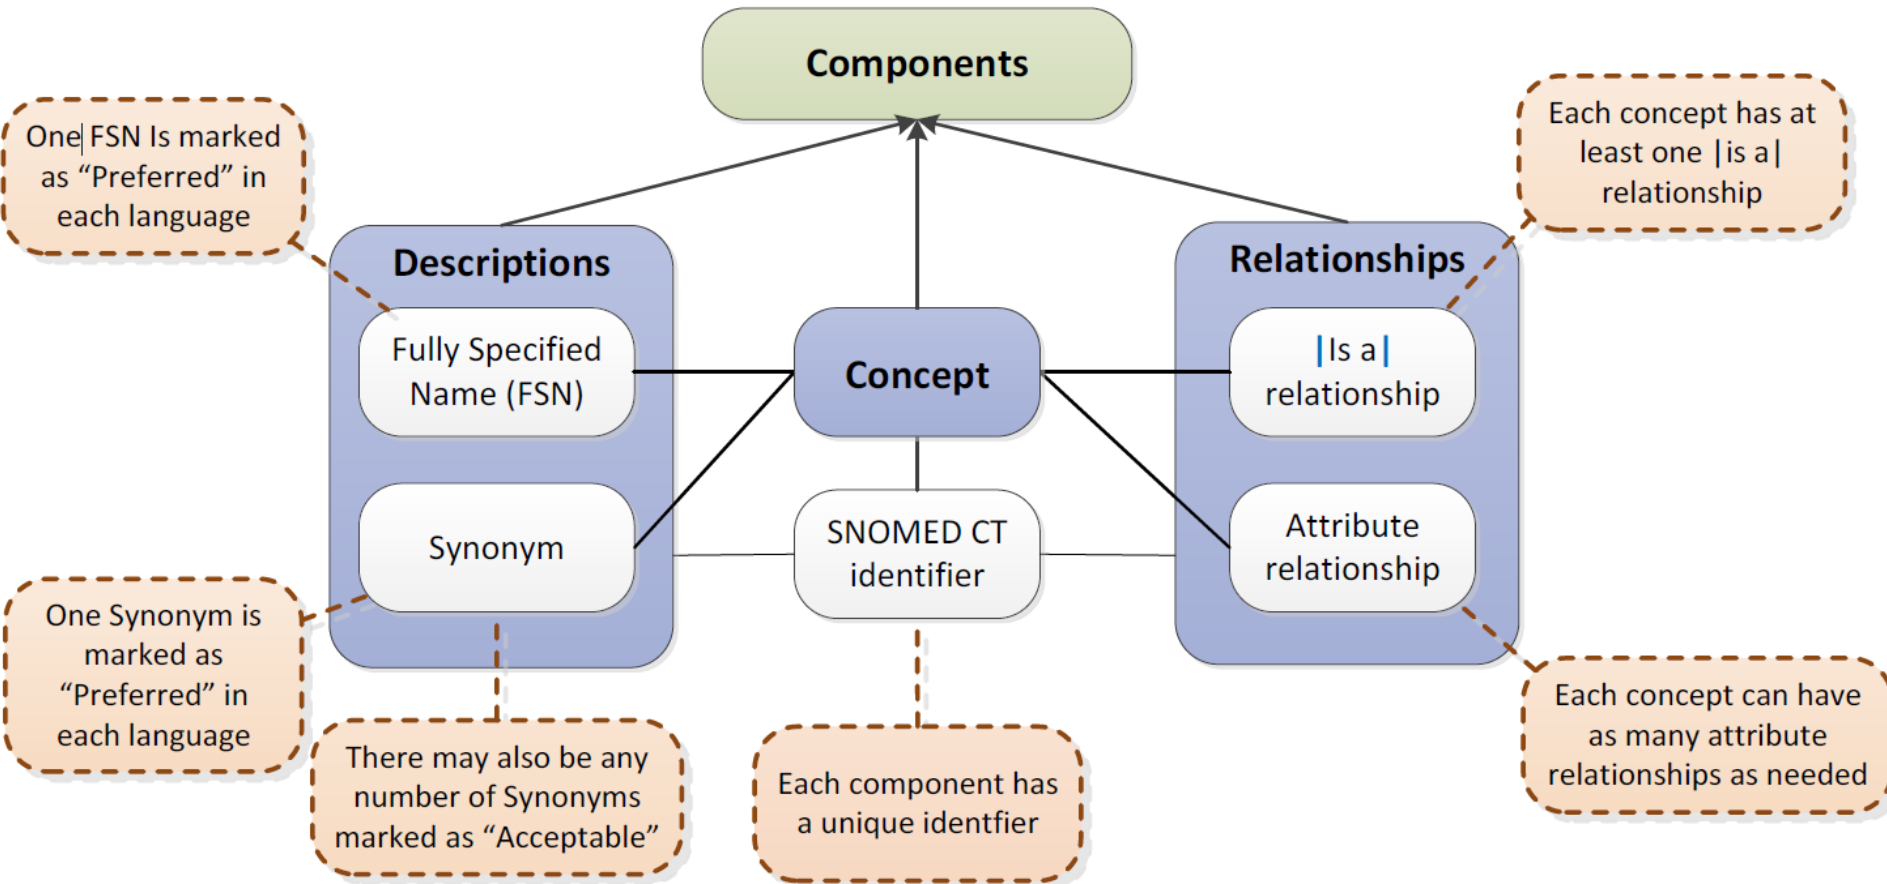 Components
One FSN Is marked
as “Preferred” in
each language
Each concept has at
least one |is a|
relationship
Descriptions
Relationships
Fully Specified
Name (FSN)
Concept
|Is a|
relationship
Synonym
SNOMED CT
identifier
Attribute
relationship
One Synonym is
marked as
“Preferred” in
each language
There may also be any
number of Synonyms
marked as “Acceptable”
Each component has
a unique identfier
Each concept can have
as many attribute
relationships as needed